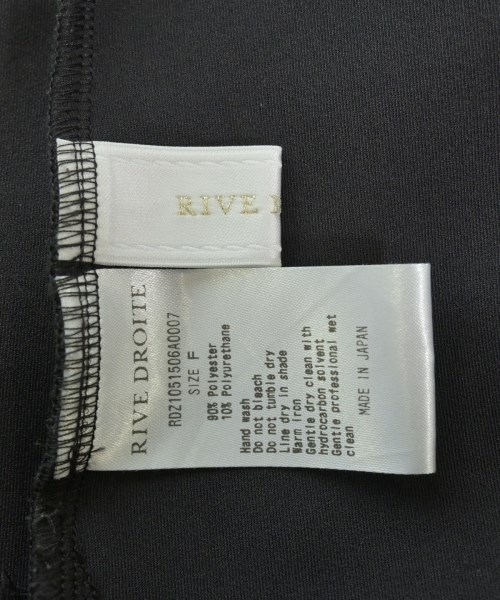 RIVE
RIVE DROITE
RDZ1051506A0007
SIZE F
90% Polyester
10% Polyurethane
Hand wash
Do not bleach
Do not tumble dry
Line dry in shade
Warm iron
Gentle dry clean with
hydrocarbon solvent
Gentle professional wet
clean
MADE IN JAPAN